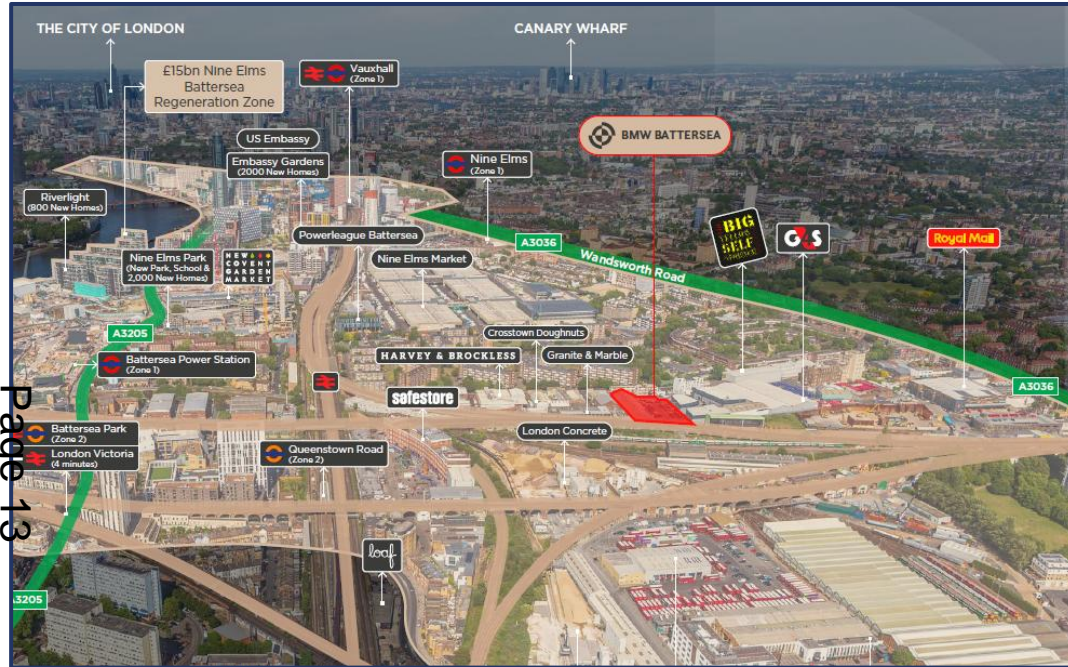 THE CITY OF LONDON
CANARY WHARF
£15bn Nine Elms
Battersea
Regeneration Zone
Vauxhall
(Zone 1)
US Embassy
BMW BATTERSEA
Embassy Gardens
(2000 New Homes)
Nine Elms
(Zone 1)
Riverlight
(800 New Homes)
Powerleague Battersea
BIG
YELLOW
SELF
STORAGE
G4S
Royal Mail
A3036
Wandsworth Road
Nine Elms Park
(New Park, School &
2,000 New Homes)
NEW
COVENT
GARDEN
MARKET
Nine Elms Market
A3205
Crosstown Doughnuts
Battersea Power Station
(Zone 1)
HARVEY & BROCKLESS
Granite & Marble
A3036
safestore
Battersea Park
(Zone 2)
London Concrete
London Victoria
(4 minutes)
Queenstown Road
(Zone 2)
loaf
A3205
Page 13